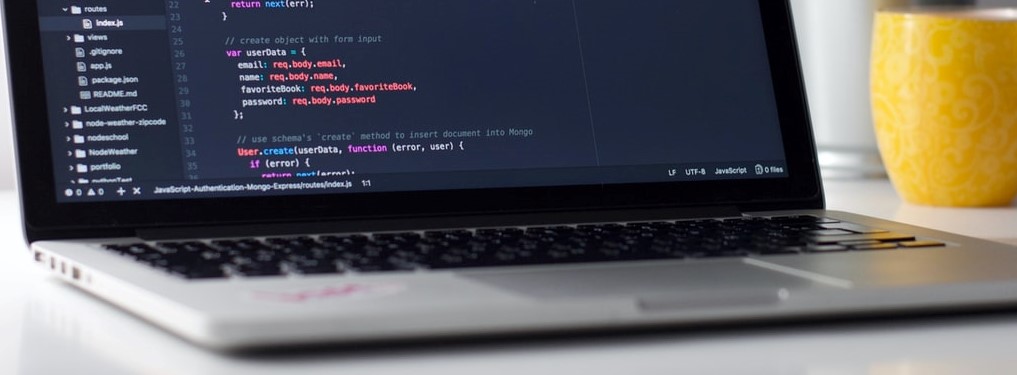 routes
index.js
views
.gitignore
app.js
package.json
README.md
LocalWeatherFCC
node-weather-zipcode
nodeschool
NodeWeather
portfolio
pythonTest
22 return next(err);
23 }
24
25 // create object with form input
26 var userData = {
27 email: req.body.email,
28 name: req.body.name,
29 favoriteBook: req.body.favoriteBook,
30 password: req.body.password
31 };
32
33 // use schema's `create` method to insert document into Mongo
34 User.create(userData, function (error, user) {
35 if (error) {
return next(error);
0 0 JavaScript-Authentication-Mongo-Express/routes/index.js 1:1 LF UTF-8 JavaScript 0 files